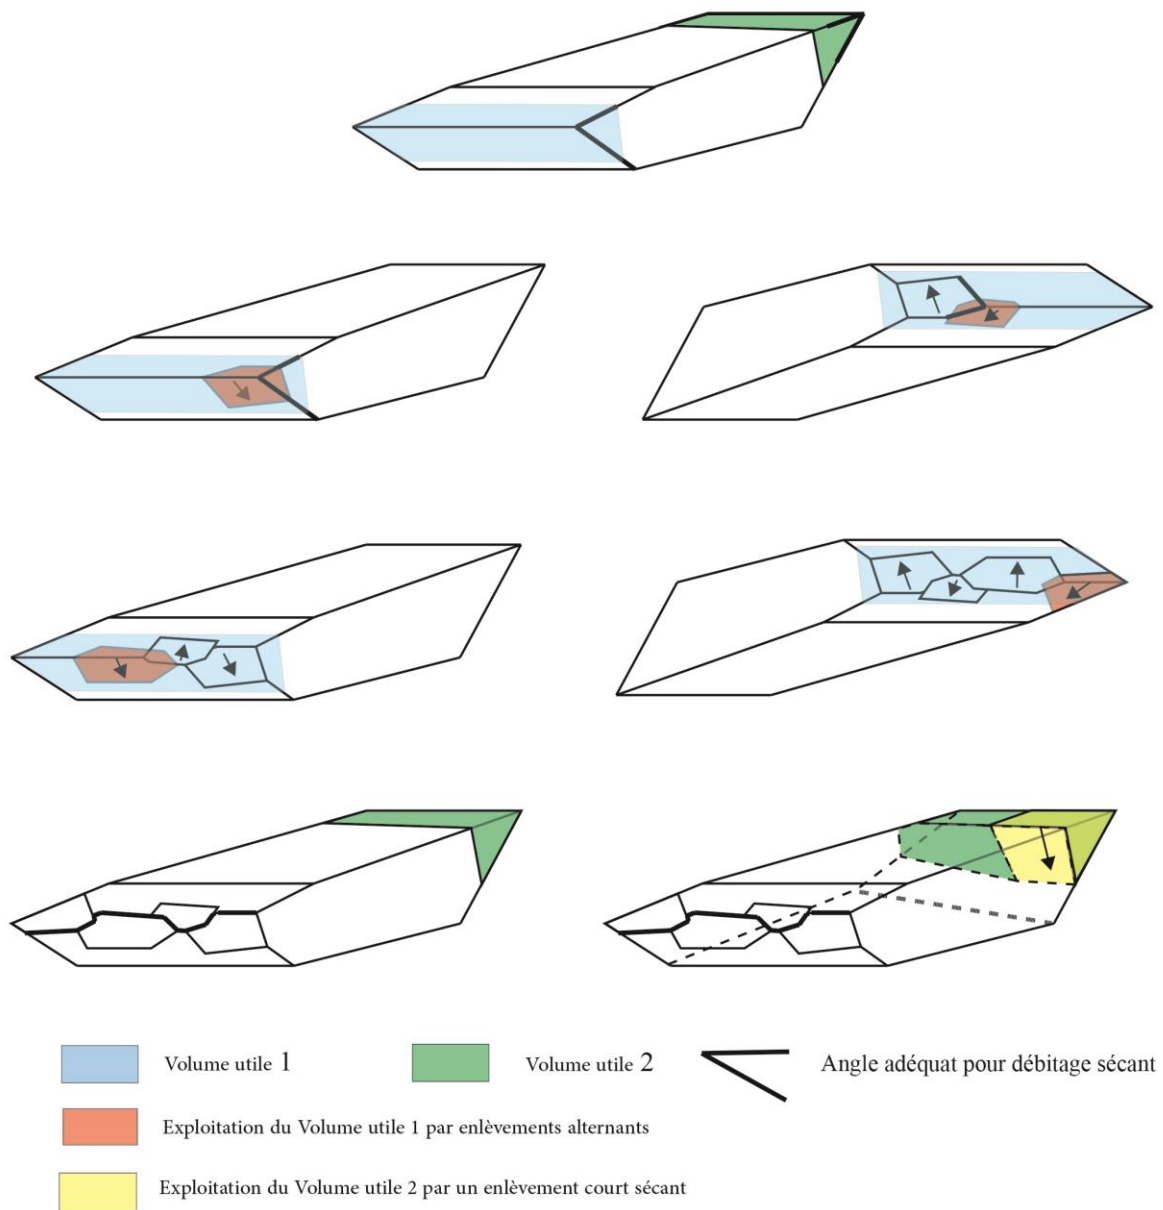 Volume utile 1
Volume utile 2
Angle adéquat pour débitage sécant
Exploitation du Volume utile 1 par enlèvements alternants
Exploitation du Volume utile 2 par un enlèvement court sécant